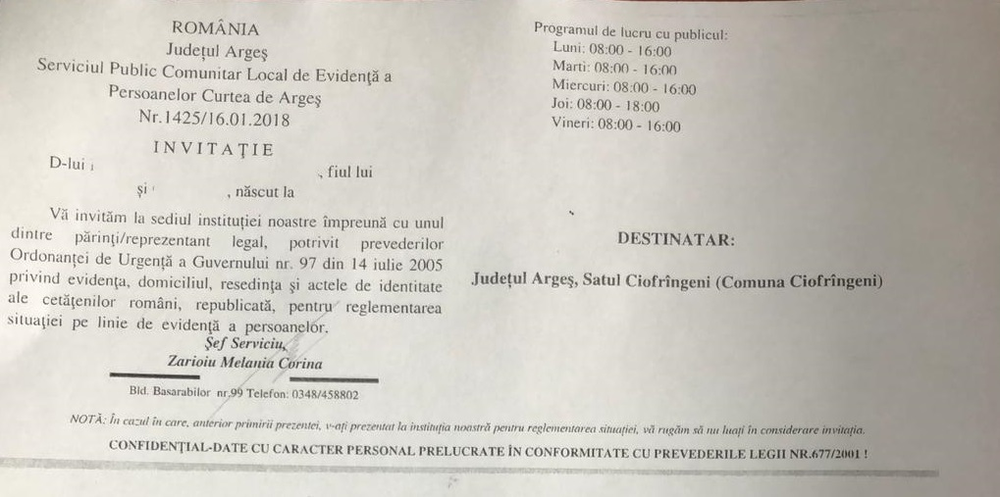 ROMÂNIA
Județul Argeș
Serviciul Public Comunitar Local de Evidență a
Persoanelor Curtea de Argeș
Nr.1425/16.01.2018
INVITAȚIE
D-lui
, fiul lui
și
, născut la
Vă invităm la sediul instituției noastre împreună cu unul
dintre părinți/reprezentant legal, potrivit prevederilor
Ordonanței de Urgență a Guvernului nr. 97 din 14 iulie 2005
privind evidența, domiciliul, resedința și actele de identitate
ale cetățenilor români, republicată, pentru reglementarea
situației pe linie de evidență a persoanelor.
Șef Serviciu,
Zarioiu Melania Corina
Bld. Basarabilor nr.99 Telefon: 0348/458802
Programul de lucru cu publicul:
Luni: 08:00 - 16:00
Marti: 08:00 - 16:00
Miercuri: 08:00 - 16:00
Joi: 08:00 - 18:00
Vineri: 08:00 - 16:00
DESTINATAR:
Județul Argeș, Satul Ciofrîngeni (Comuna Ciofrîngeni)
NOTĂ: În cazul în care, anterior primirii prezentei, v-ați prezentat la instituția noastră pentru reglementarea situației, vă rugăm să nu luați în considerare invitația.
CONFIDENȚIAL-DATE CU CARACTER PERSONAL PRELUCRATE ÎN CONFORMITATE CU PREVEDERILE LEGII NR.677/2001 !